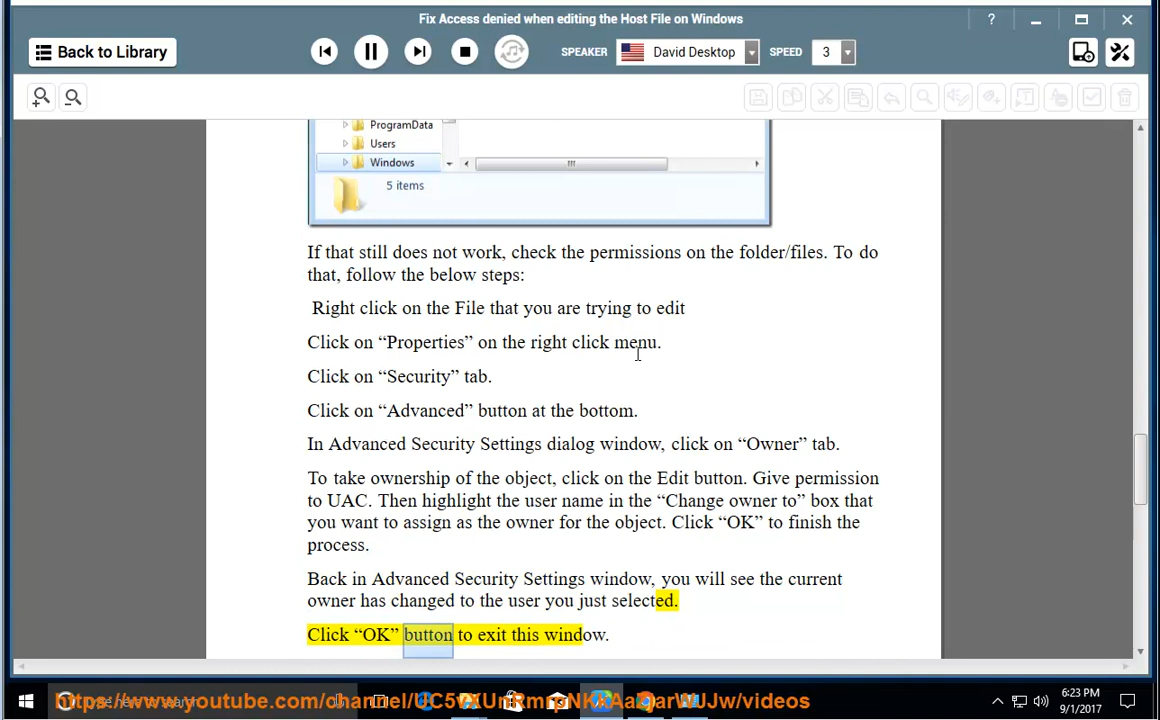 Fix Access denied when editing the Host File on Windows
?
Back to Library
SPEAKER
David Desktop
SPEED
3
ProgramData
Users
Windows
5 items
If that still does not work, check the permissions on the folder/files. To do
that, follow the below steps:
Right click on the File that you are trying to edit
Click on “Properties” on the right click menu.
Click on “Security” tab.
Click on “Advanced” button at the bottom.
In Advanced Security Settings dialog window, click on “Owner” tab.
To take ownership of the object, click on the Edit button. Give permission
to UAC. Then highlight the user name in the “Change owner to” box that
you want to assign as the owner for the object. Click “OK” to finish the
process.
Back in Advanced Security Settings window, you will see the current
owner has changed to the user you just selected.
Click “OK” button to exit this window.
6:23 PM
9/1/2017